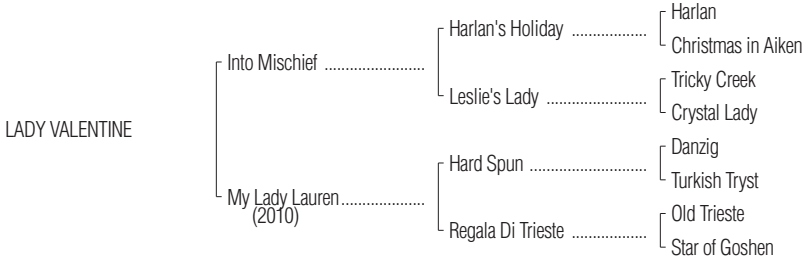 Harlan
Harlan's Holiday ..................
Christmas in Aiken
Into Mischief ........................
Tricky Creek
Leslie's Lady ........................
Crystal Lady
LADY VALENTINE
Danzig
Hard Spun ............................
Turkish Tryst
My Lady Lauren....................
(2010)
Old Trieste
Regala Di Trieste ..................
Star of Goshen